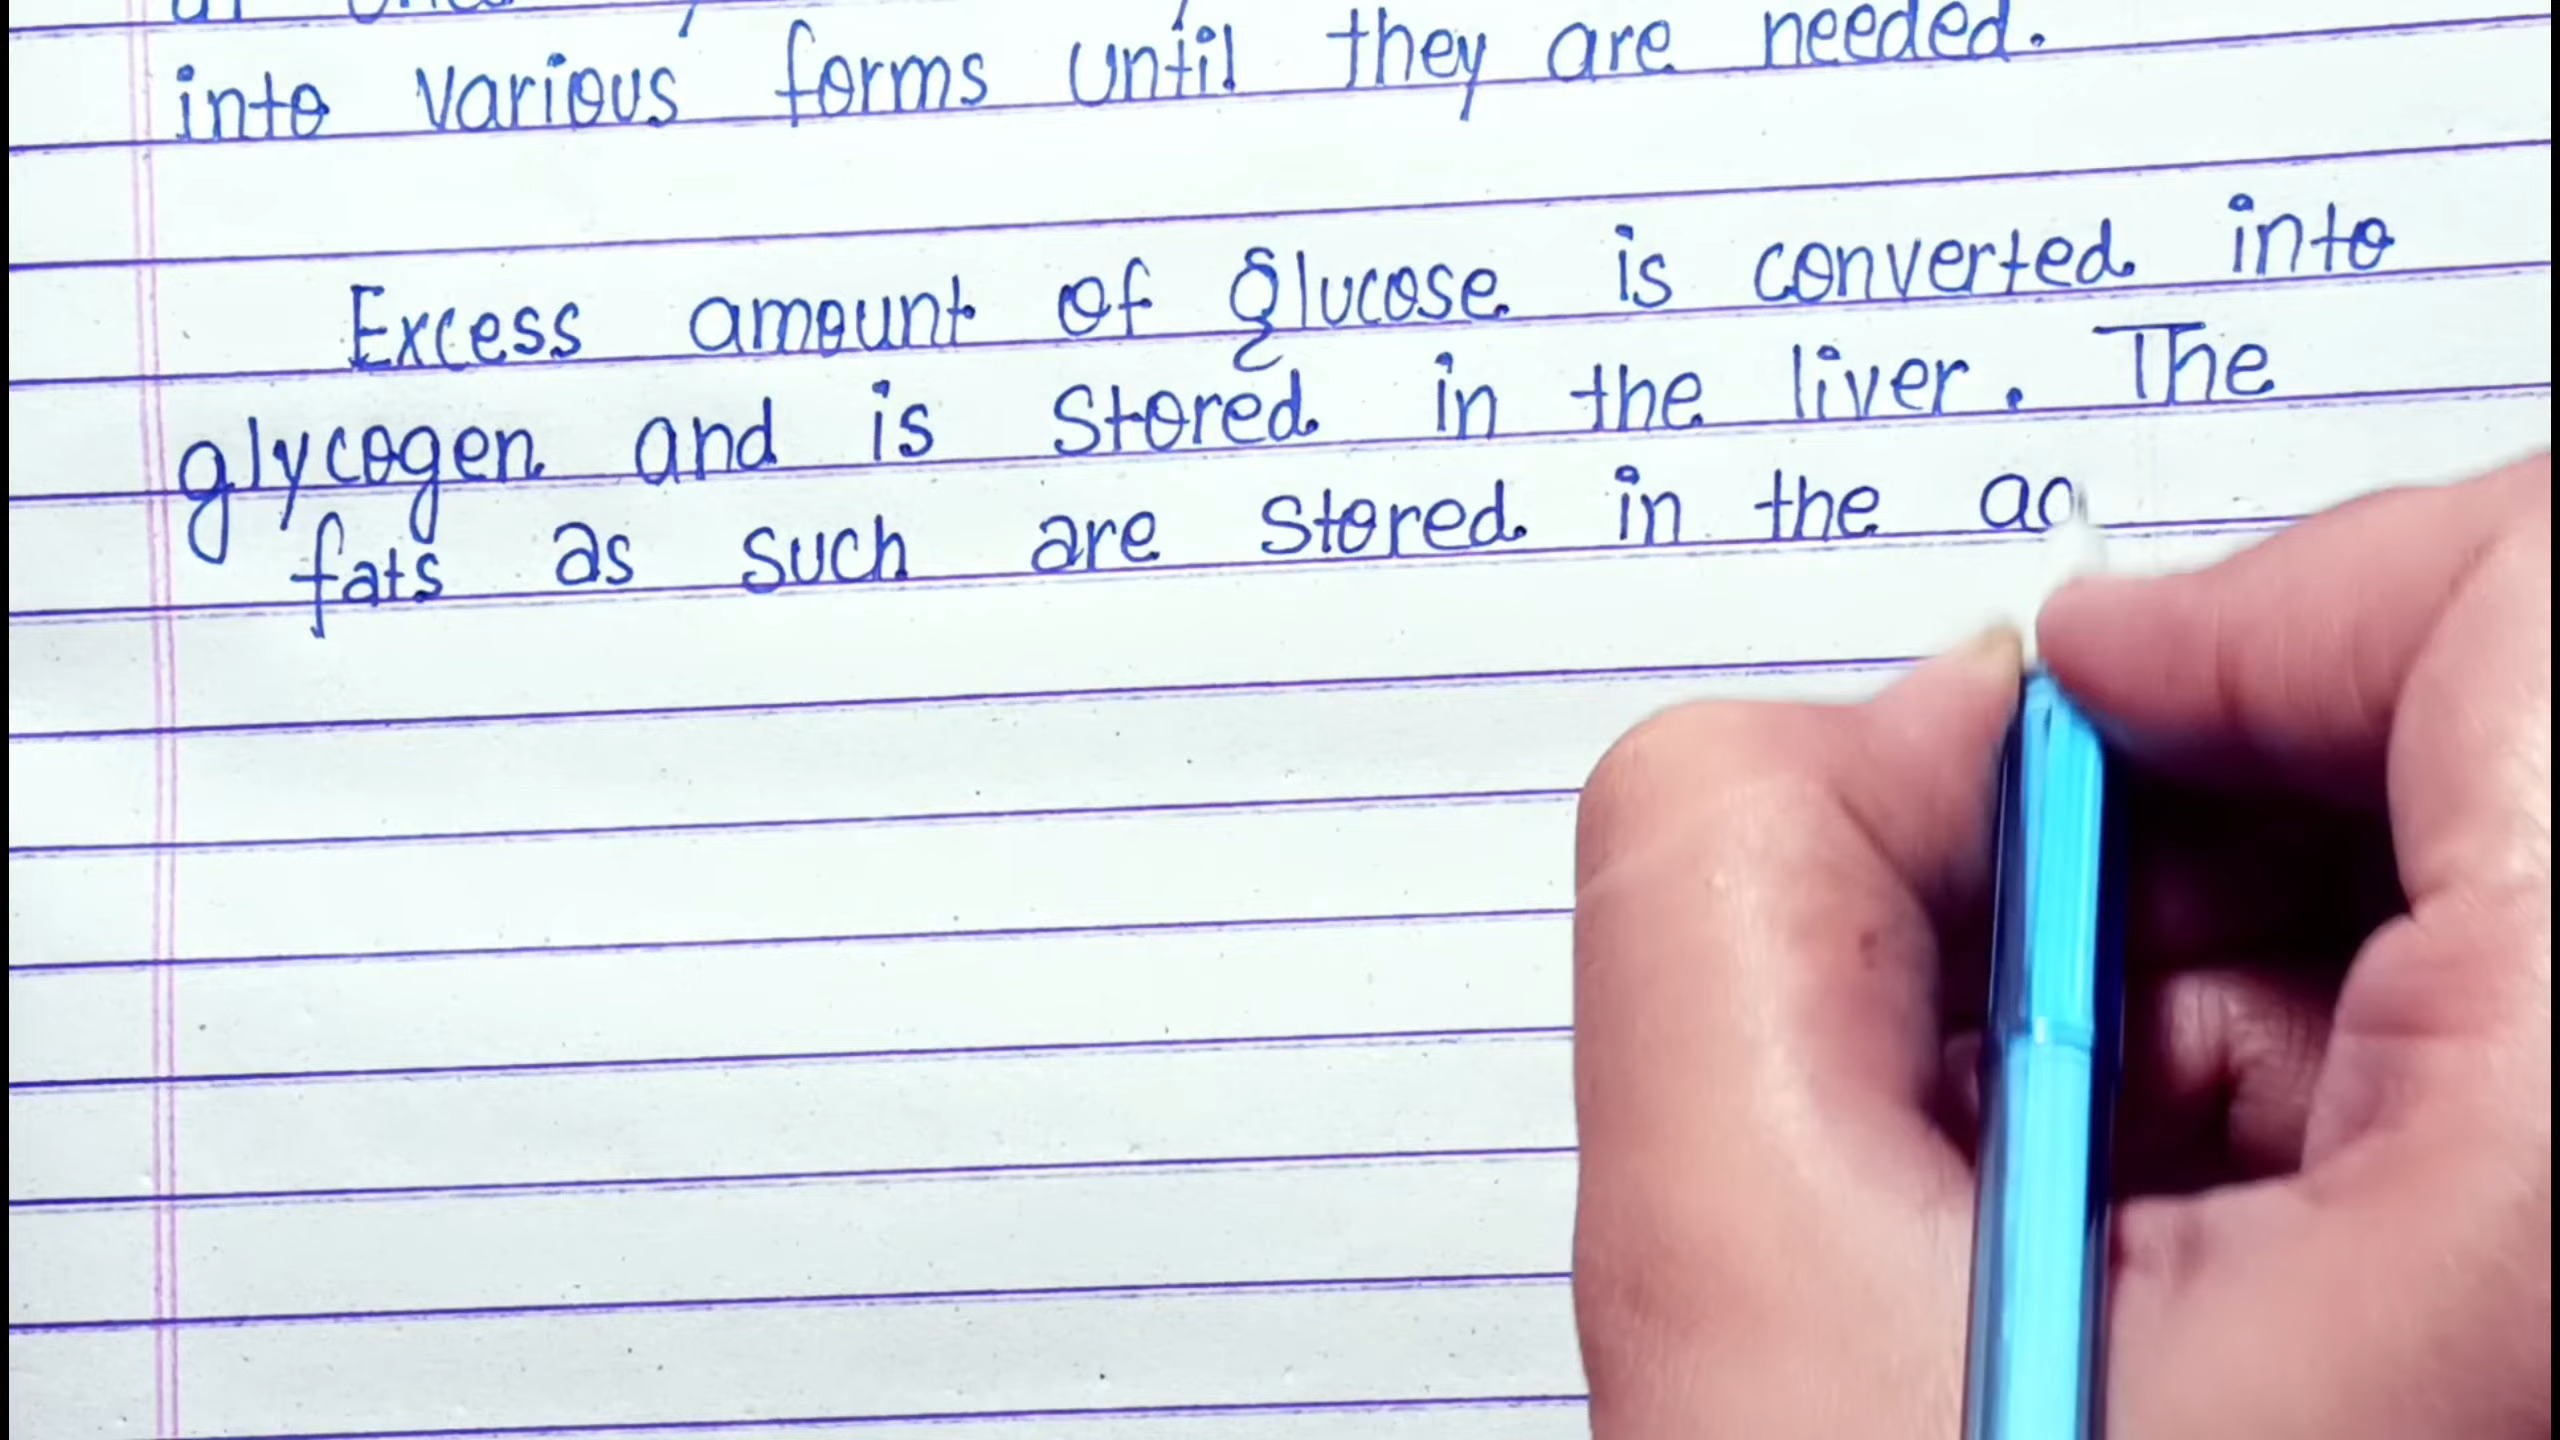 into various forms until they are needed.
Excess amount of glucose is converted into
glycogen and is stored in the liver. The
fats as such are stored in the